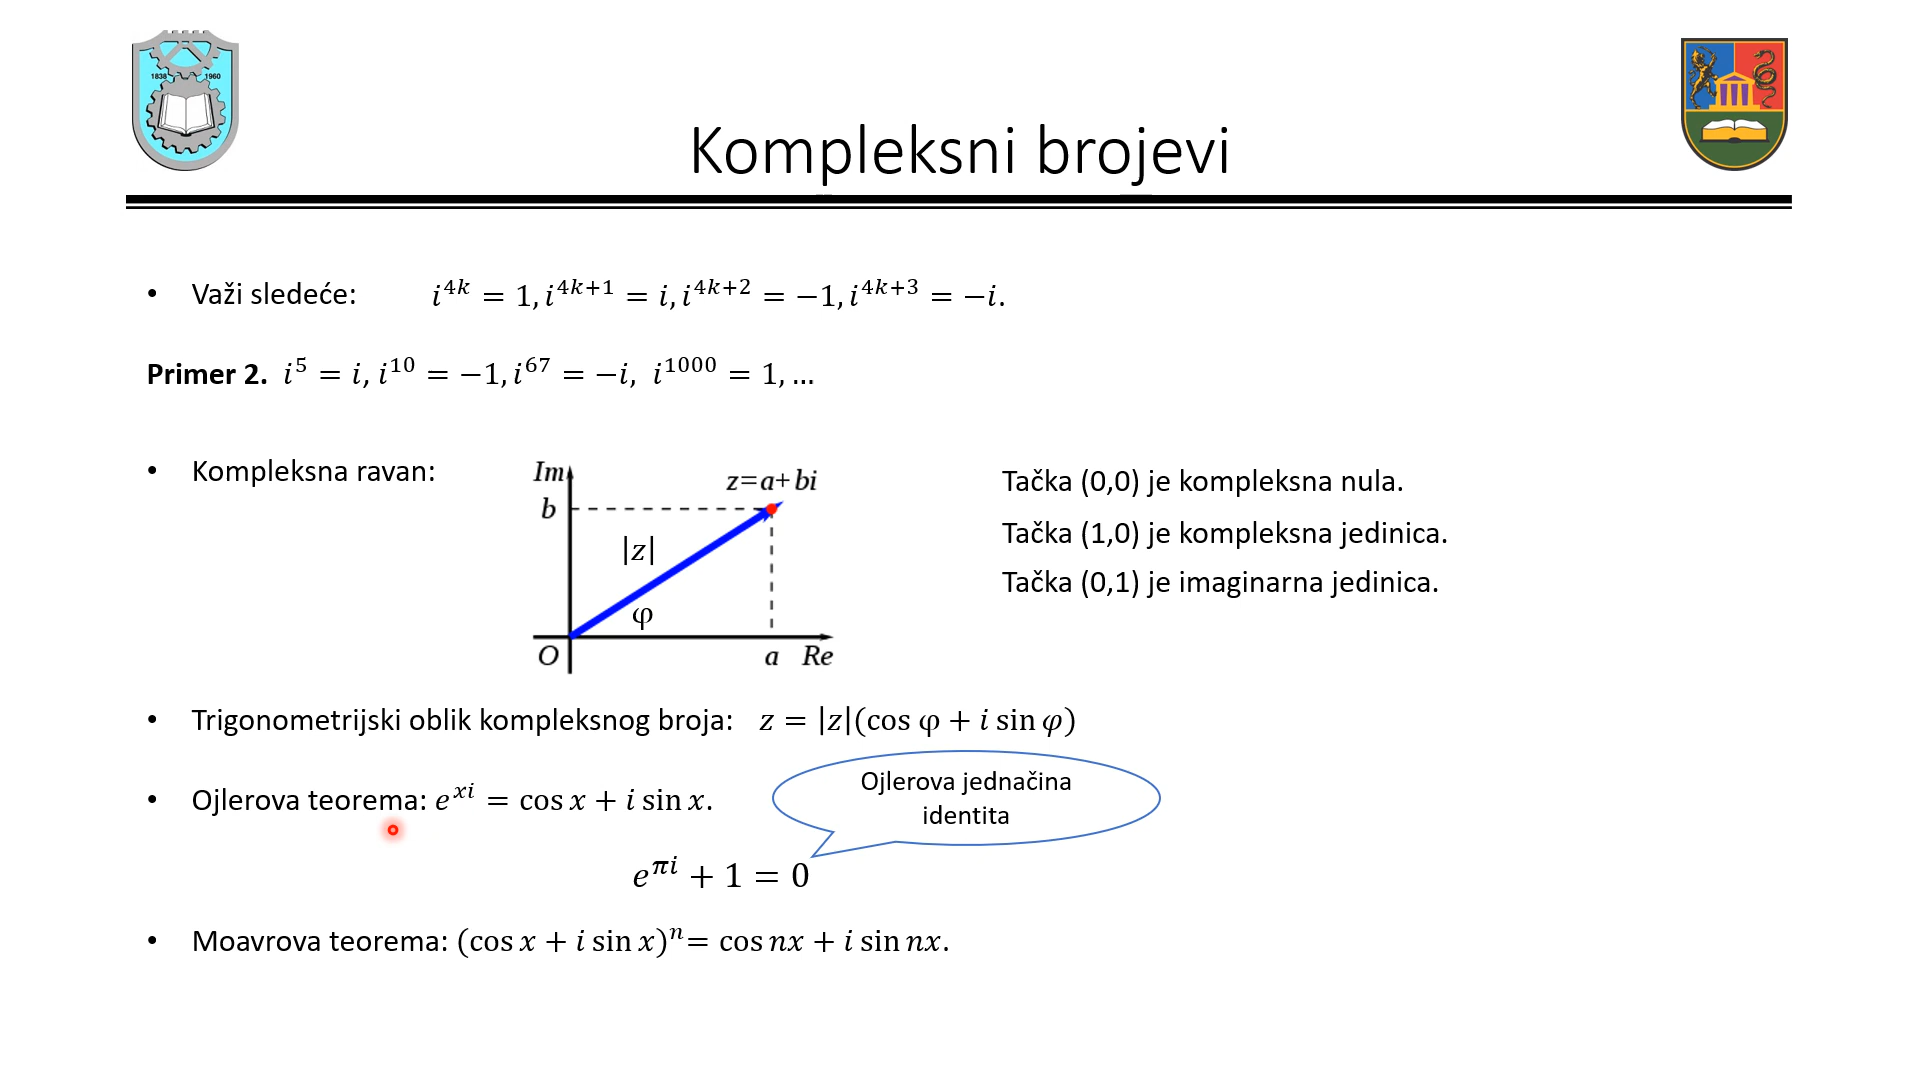 1838 1960
Kompleksni brojevi
• Važi sledeće: i^{4k} = 1, i^{4k+1} = i, i^{4k+2} = −1, i^{4k+3} = −i.
Primer 2. i^5 = i, i^{10} = −1, i^{67} = −i, i^{1000} = 1, …
• Kompleksna ravan:
Im
z=a+bi
b
|z|
φ
O
a Re
Tačka (0,0) je kompleksna nula.
Tačka (1,0) je kompleksna jedinica.
Tačka (0,1) je imaginarna jedinica.
• Trigonometrijski oblik kompleksnog broja: z = |z|(cos φ + i sin φ)
• Ojlerova teorema: e^{xi} = cos x + i sin x.
Ojlerova jednačina
identita
e^{πi} + 1 = 0
• Moavrova teorema: (cos x + i sin x)^n = cos nx + i sin nx.